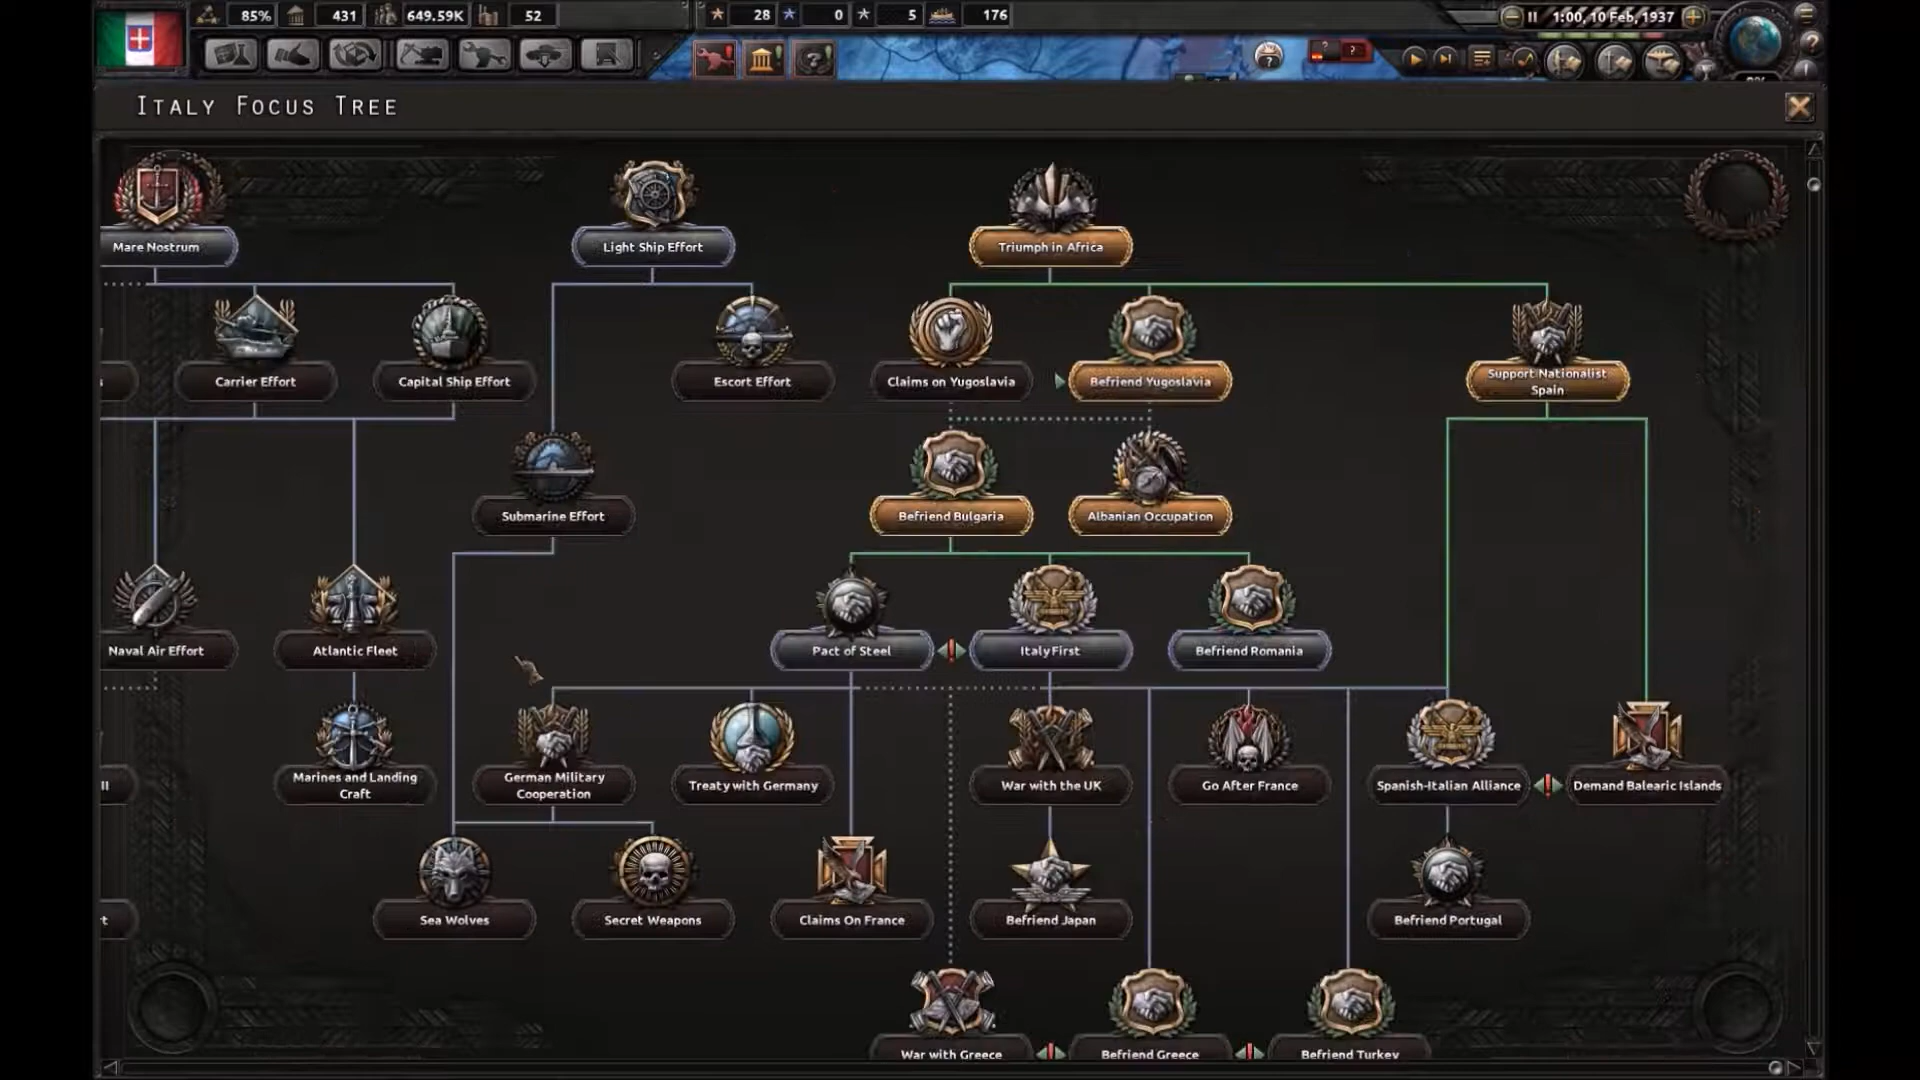 85% 431 649.59K 52 28 0 5 176 1:00, 10 Feb, 1937
Italy Focus Tree
Mare Nostrum
Light Ship Effort
Triumph in Africa
Carrier Effort
Capital Ship Effort
Escort Effort
Claims on Yugoslavia
Befriend Yugoslavia
Support Nationalist
Spain
Submarine Effort
Befriend Bulgaria
Albanian Occupation
Naval Air Effort
Atlantic Fleet
Pact of Steel
Italy First
Befriend Romania
II
Marines and Landing
Craft
German Military
Cooperation
Treaty with Germany
War with the UK
Go After France
Spanish-Italian Alliance
Demand Balearic Islands
Sea Wolves
Secret Weapons
Claims On France
Befriend Japan
Befriend Portugal
War with Greece
Befriend Greece
Befriend Turkey